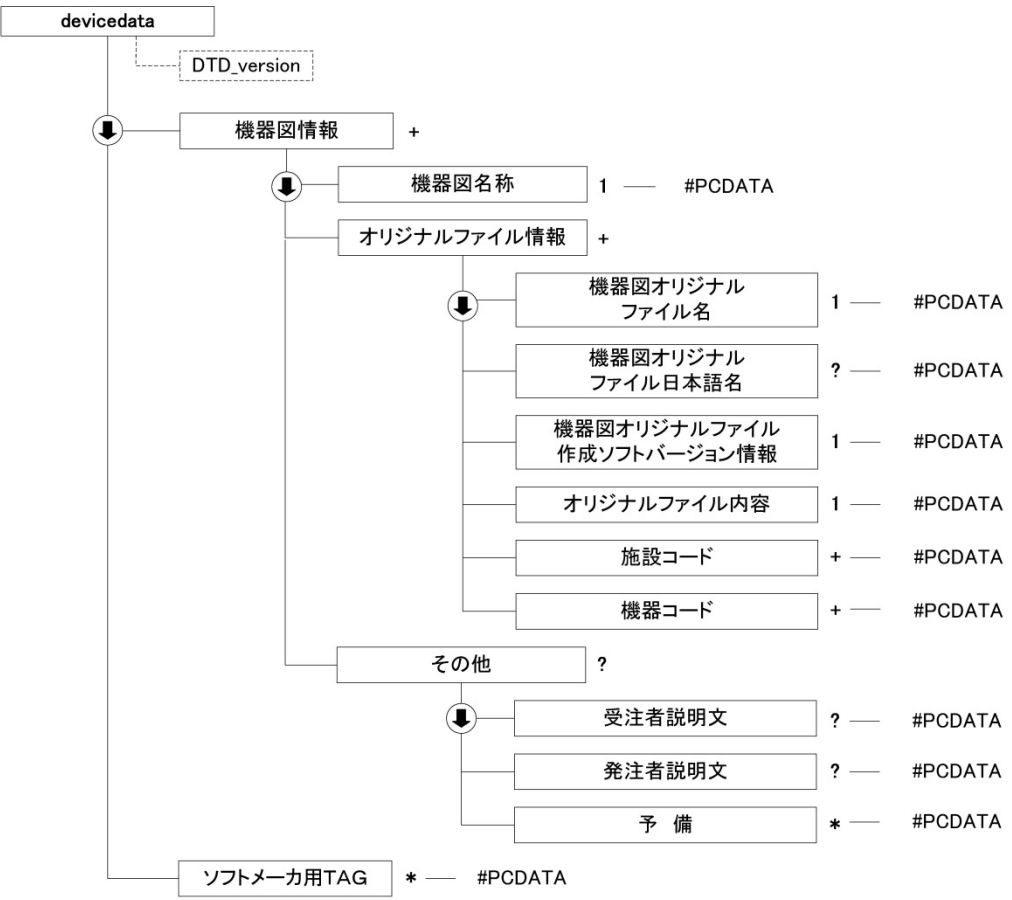 devicedata
DTD_version
機器図情報 +
機器図名称 1 #PCDATA
オリジナルファイル情報 +
機器図オリジナル
ファイル名 1 #PCDATA
機器図オリジナル
ファイル日本語名 ? #PCDATA
機器図オリジナルファイル
作成ソフトバージョン情報 1 #PCDATA
オリジナルファイル内容 1 #PCDATA
施設コード + #PCDATA
機器コード + #PCDATA
その他 ?
受注者説明文 ? #PCDATA
発注者説明文 ? #PCDATA
予 備 * #PCDATA
ソフトメーカ用TAG * #PCDATA